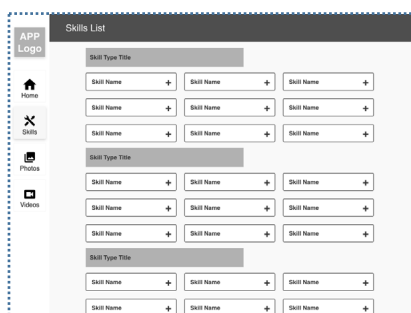 APP
Logo
Skills List
Home
Skills
Photos
Videos
Skill Type Title
Skill Name + Skill Name + Skill Name +
Skill Name + Skill Name + Skill Name +
Skill Name + Skill Name + Skill Name +
Skill Type Title
Skill Name + Skill Name + Skill Name +
Skill Name + Skill Name + Skill Name +
Skill Name + Skill Name + Skill Name +
Skill Type Title
Skill Name + Skill Name + Skill Name +
Skill Name + Skill Name + Skill Name +